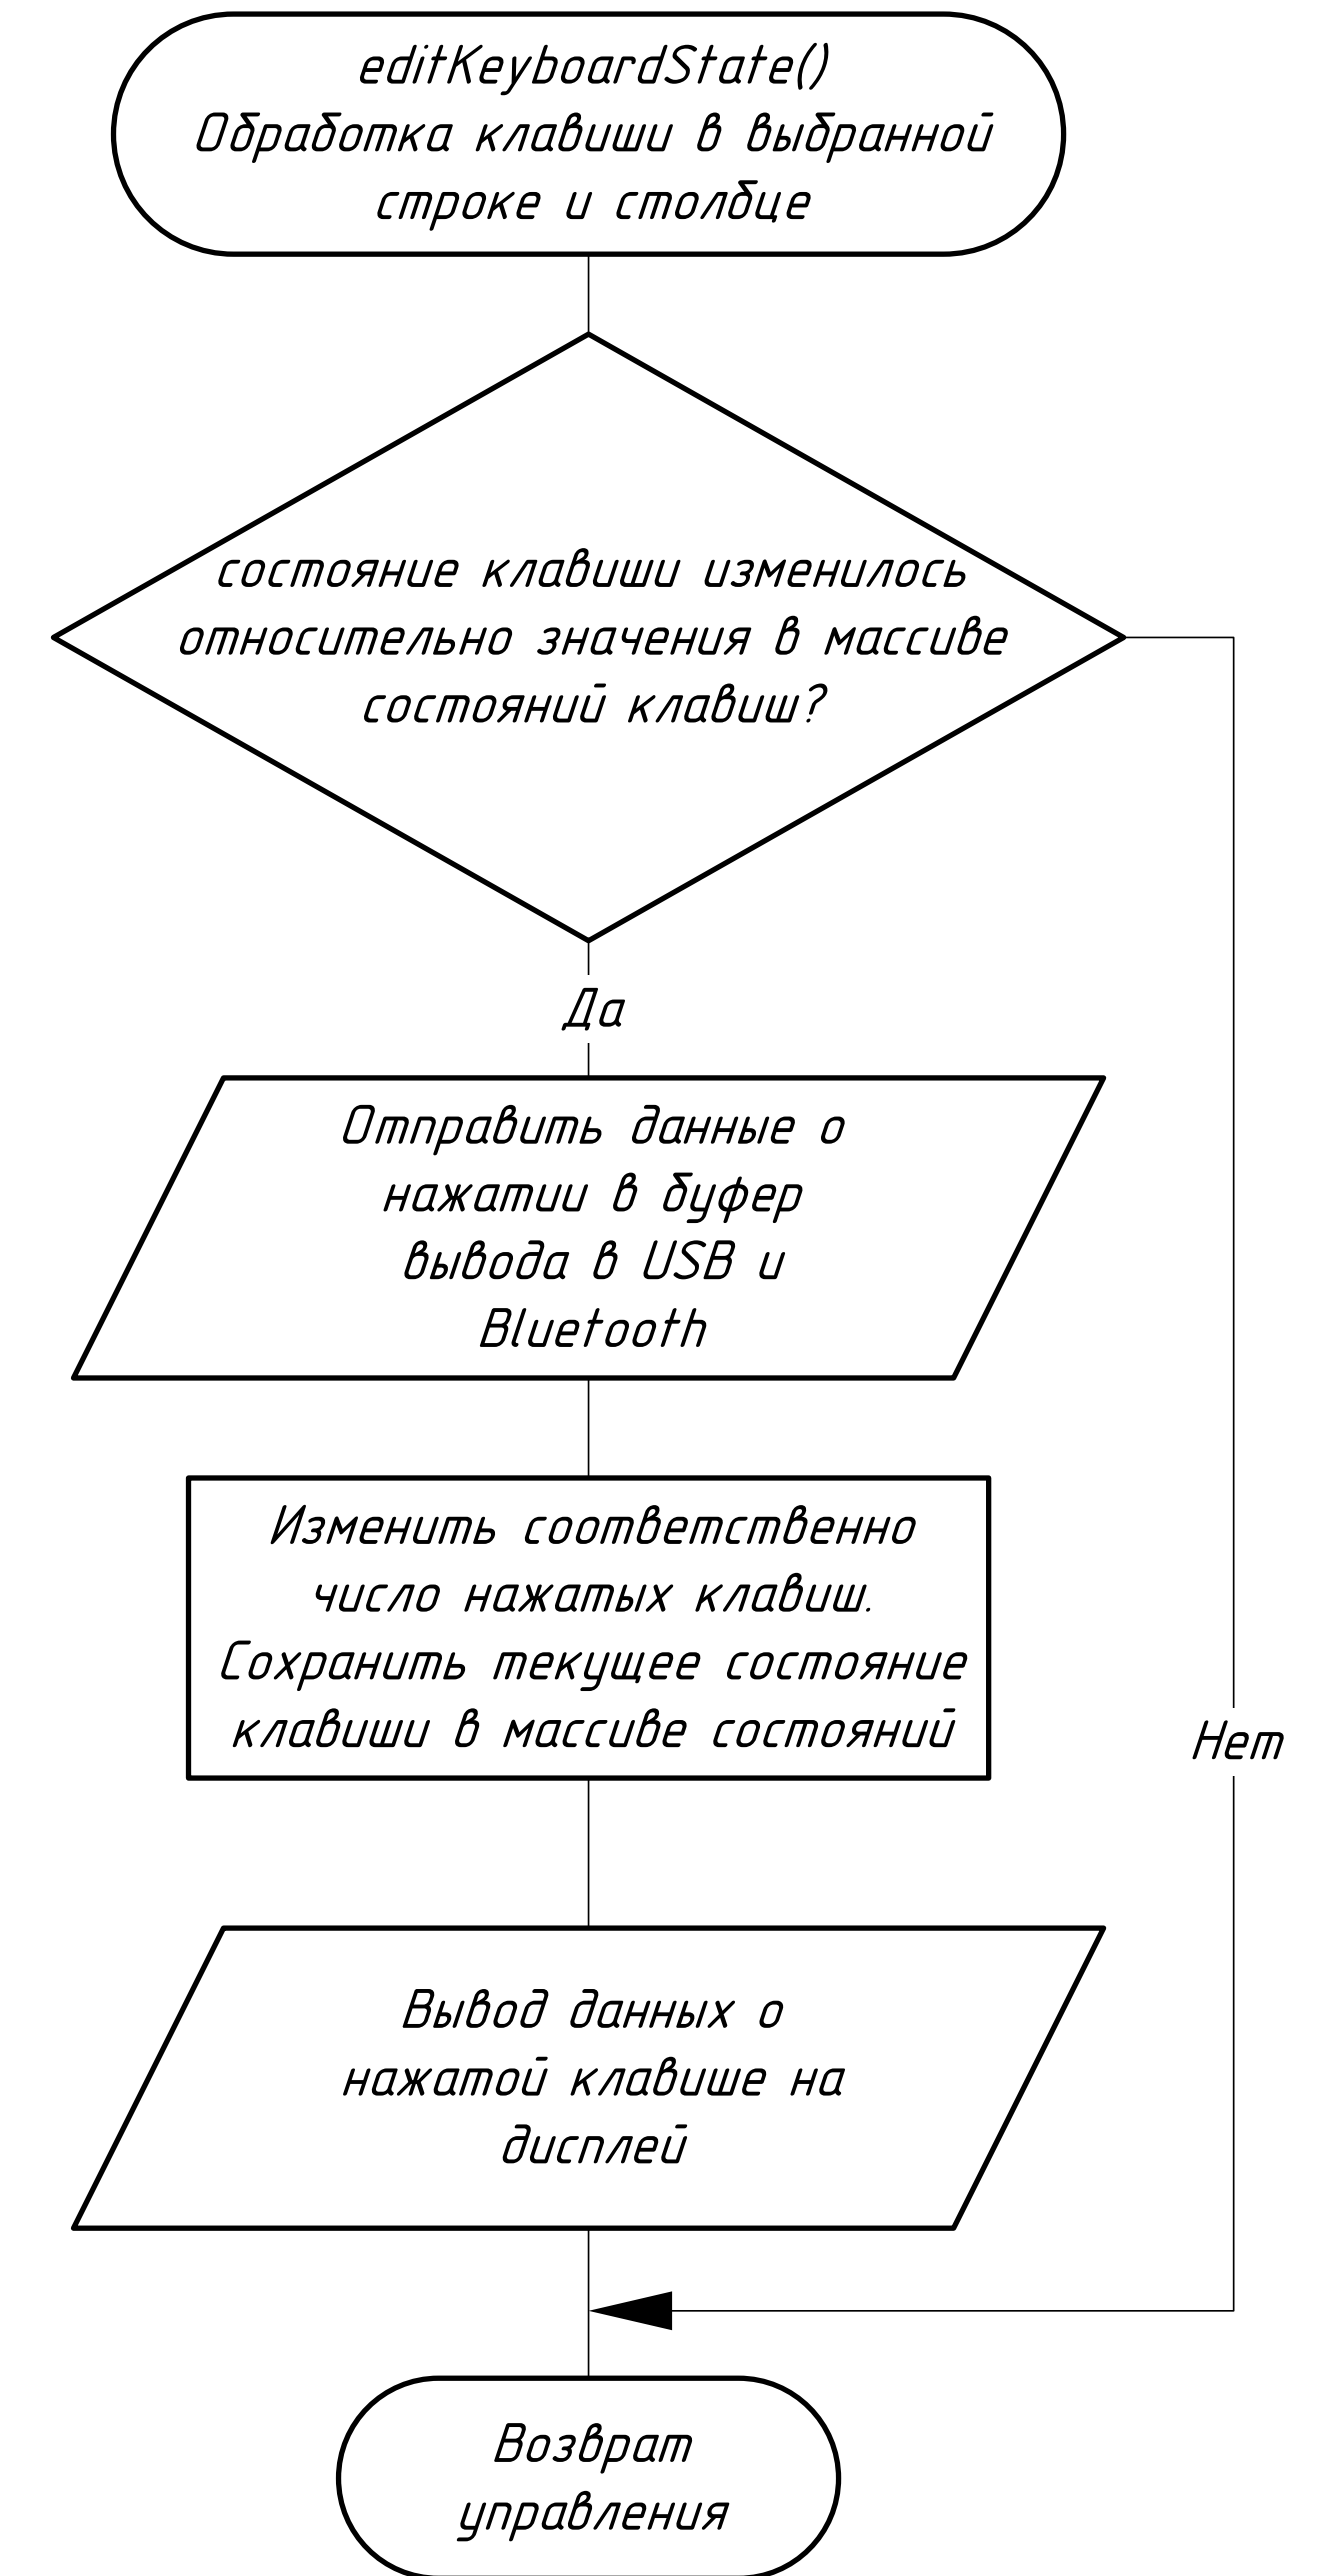 editKeyboardState()
Обработка клавиши в выбранной
строке и столбце
состояние клавиши изменилось
относительно значения в массиве
состояний клавиш?
Да
Отправить данные о
нажатии в буфер
вывода в USB и
Bluetooth
Изменить соответственно
число нажатых клавиш.
Сохранить текущее состояние
клавиши в массиве состояний
Нет
Вывод данных о
нажатой клавише на
дисплей
Возврат
управления